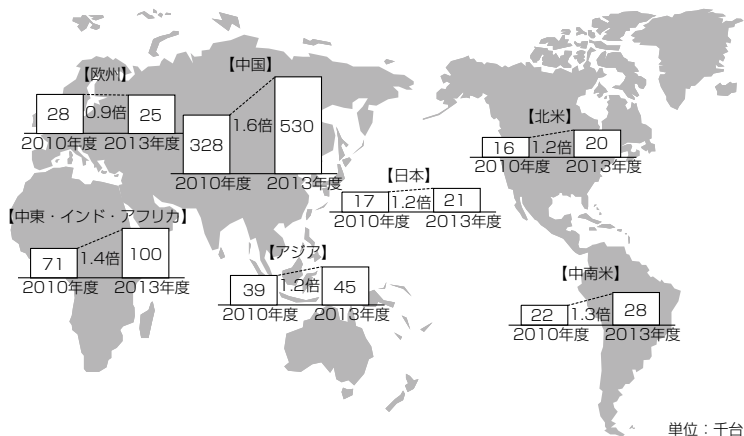 【欧州】
28 0.9倍 25
2010年度 2013年度
【中国】
328 1.6倍 530
2010年度 2013年度
【北米】
16 1.2倍 20
2010年度 2013年度
【日本】
17 1.2倍 21
2010年度 2013年度
【中東・インド・アフリカ】
71 1.4倍 100
2010年度 2013年度
【アジア】
39 1.2倍 45
2010年度 2013年度
【中南米】
22 1.3倍 28
2010年度 2013年度
単位：千台